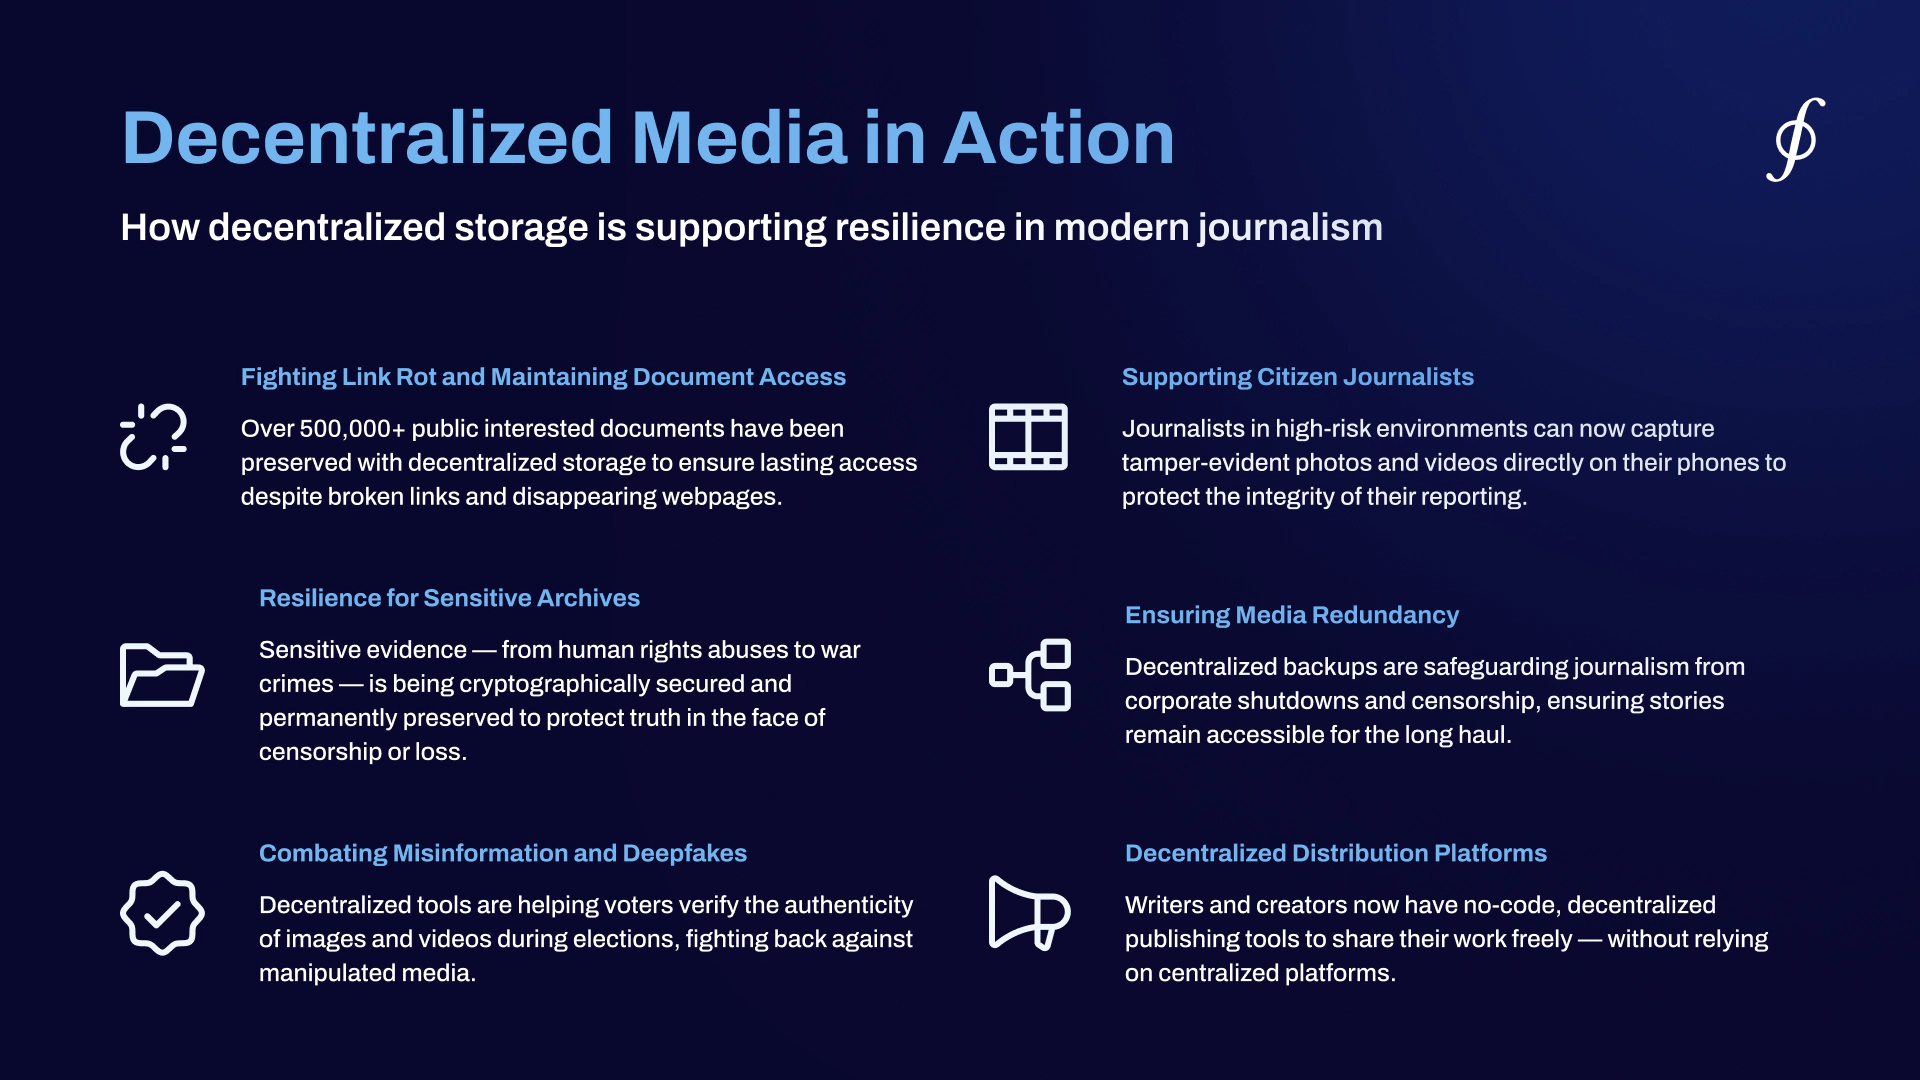 Decentralized Media in Action
How decentralized storage is supporting resilience in modern journalism
Fighting Link Rot and Maintaining Document Access
Over 500,000+ public interested documents have been
preserved with decentralized storage to ensure lasting access
despite broken links and disappearing webpages.
Supporting Citizen Journalists
Journalists in high-risk environments can now capture
tamper-evident photos and videos directly on their phones to
protect the integrity of their reporting.
Resilience for Sensitive Archives
Sensitive evidence — from human rights abuses to war
crimes — is being cryptographically secured and
permanently preserved to protect truth in the face of
censorship or loss.
Ensuring Media Redundancy
Decentralized backups are safeguarding journalism from
corporate shutdowns and censorship, ensuring stories
remain accessible for the long haul.
Combating Misinformation and Deepfakes
Decentralized tools are helping voters verify the authenticity
of images and videos during elections, fighting back against
manipulated media.
Decentralized Distribution Platforms
Writers and creators now have no-code, decentralized
publishing tools to share their work freely — without relying
on centralized platforms.